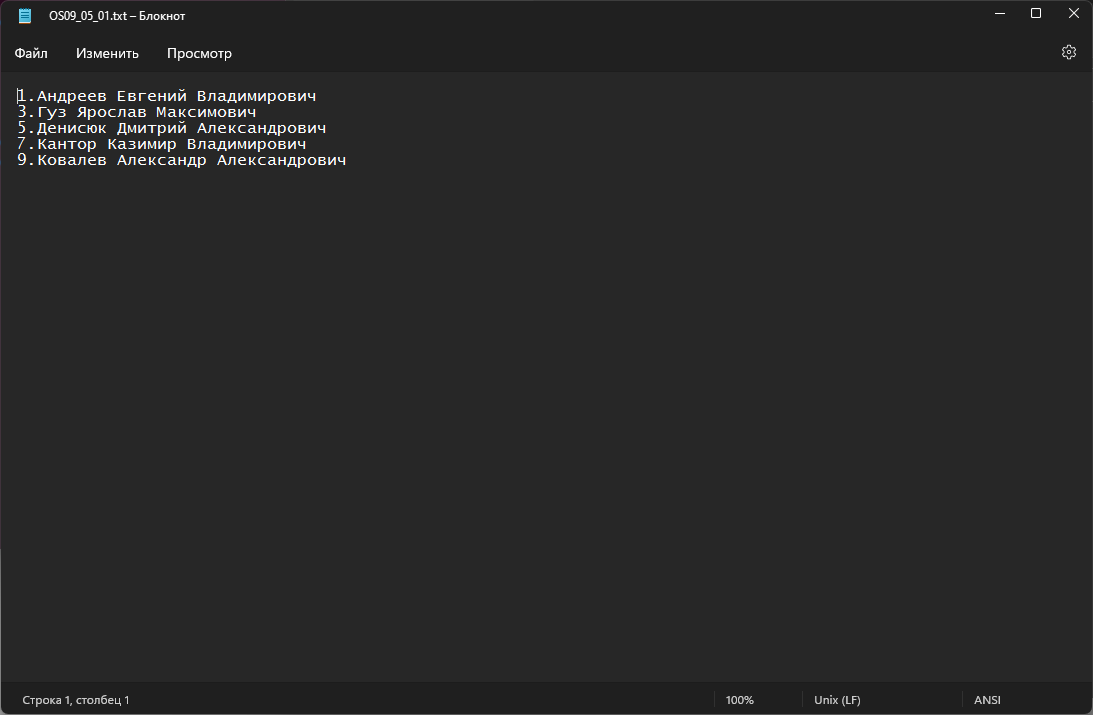 OS09_05_01.txt – Блокнот
Файл Изменить Просмотр
1.Андреев Евгений Владимирович
3.Гуз Ярослав Максимович
5.Денисюк Дмитрий Александрович
7.Кантор Казимир Владимирович
9.Ковалев Александр Александрович
Строка 1, столбец 1 100% Unix (LF) ANSI